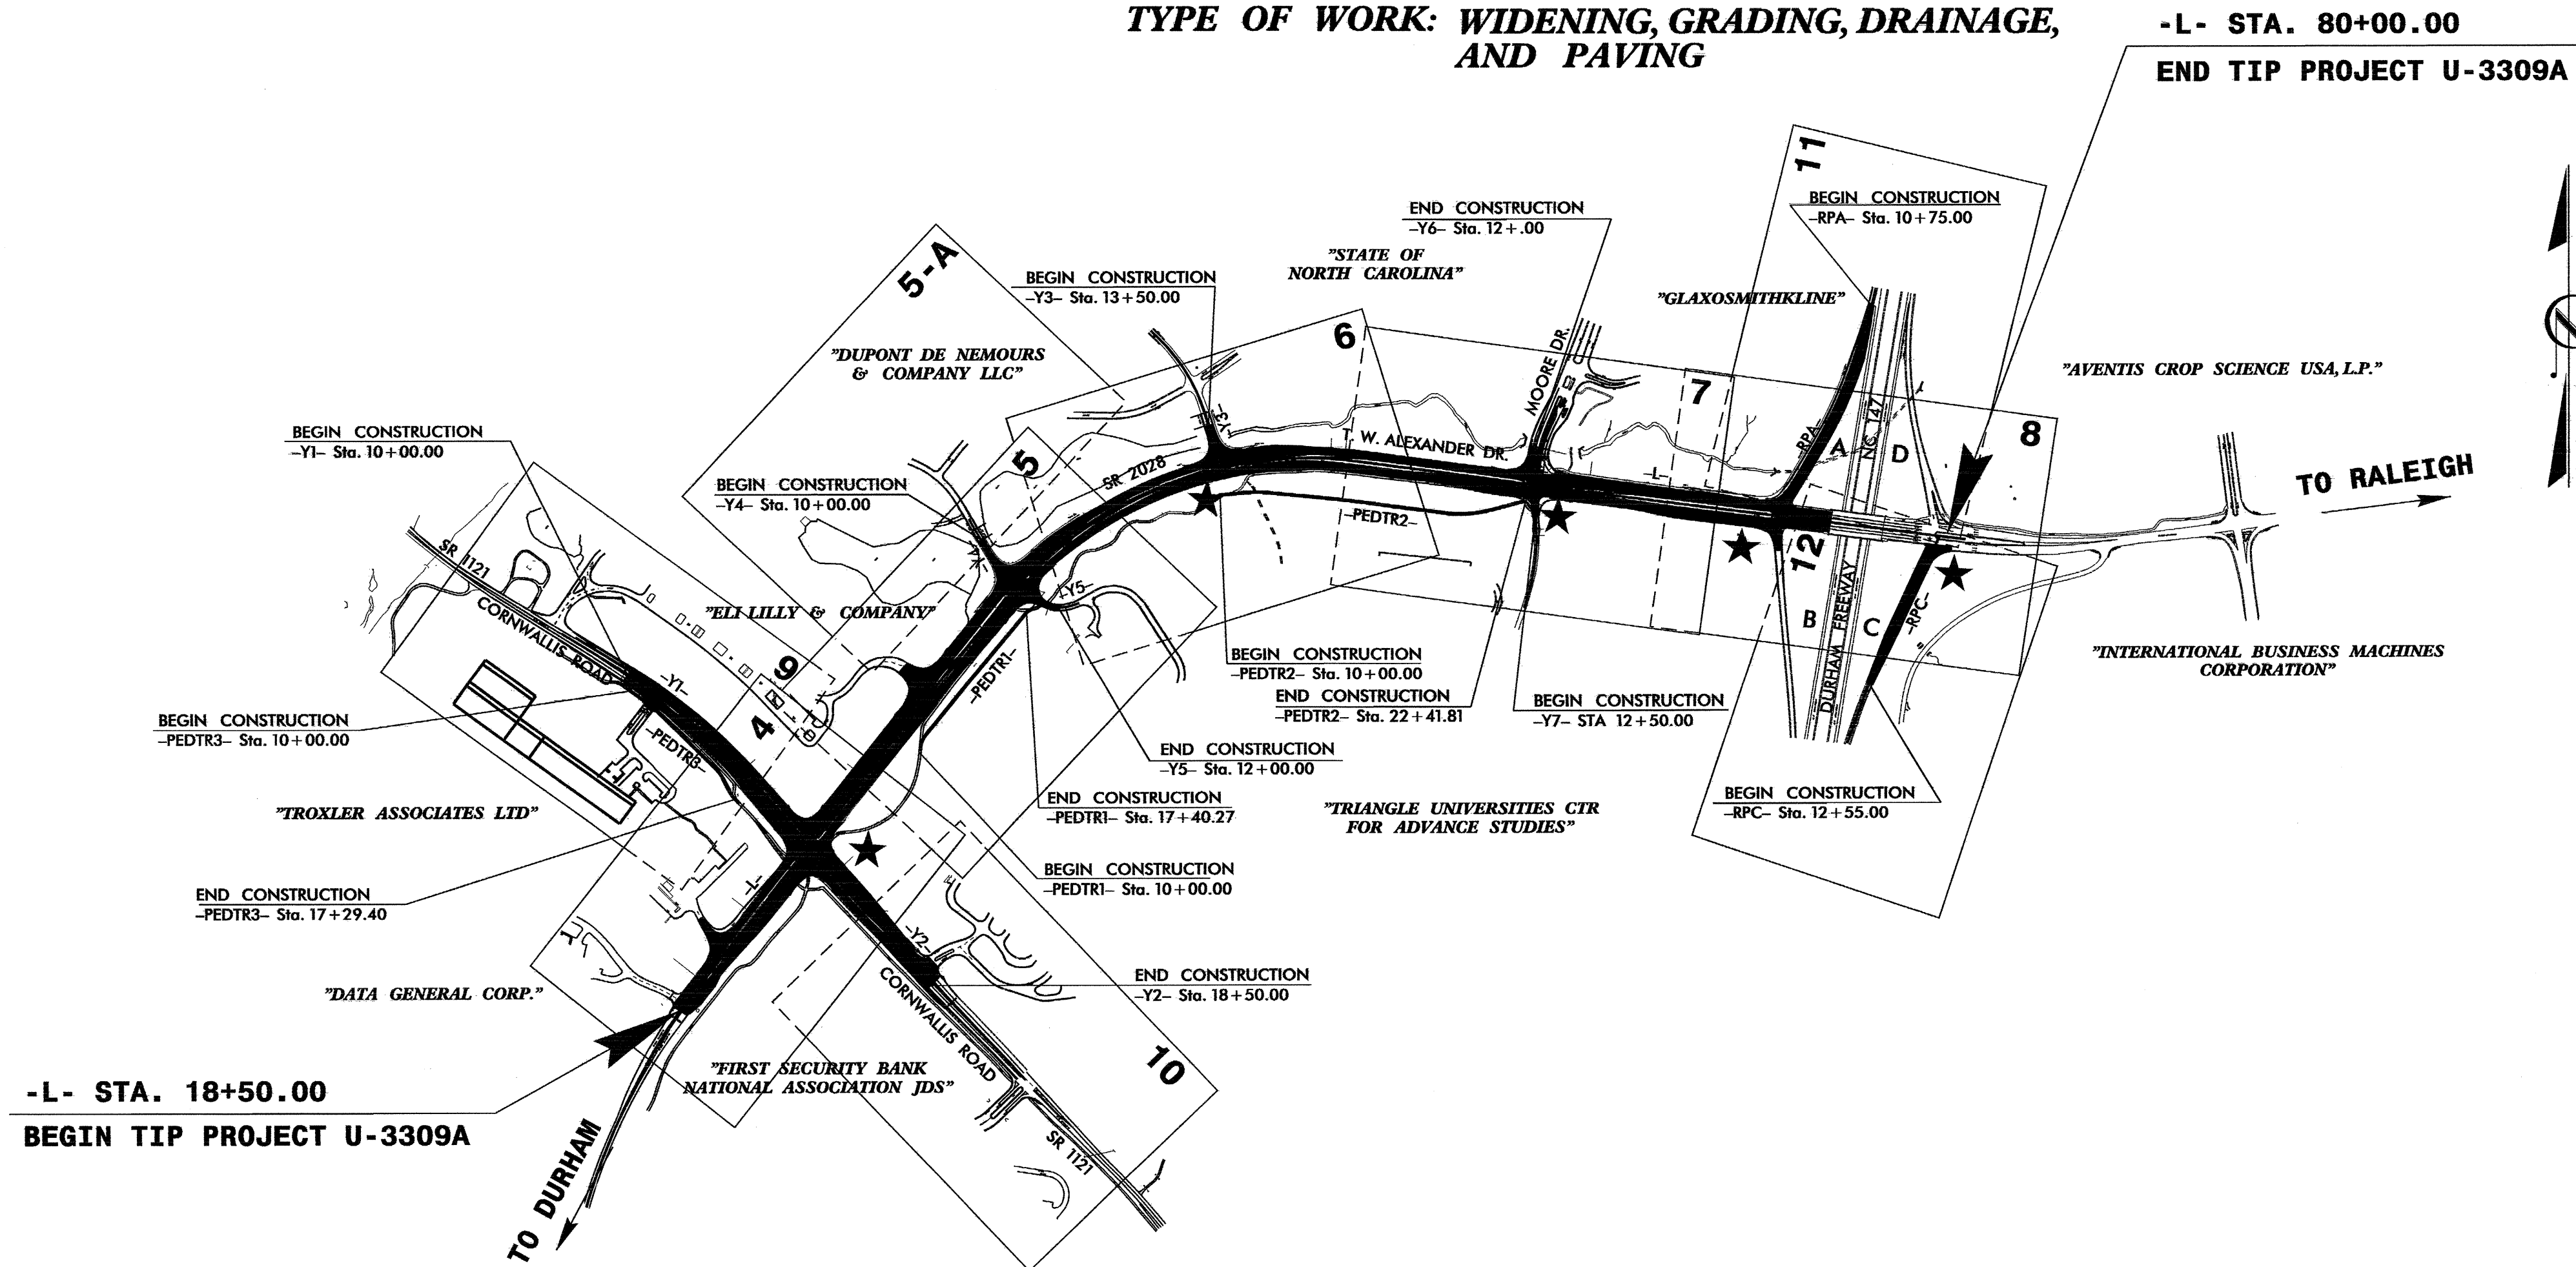 TYPE OF WORK: WIDENING, GRADING, DRAINAGE,
AND PAVING
-L- STA. 80+00.00
END TIP PROJECT U-3309A
11
BEGIN CONSTRUCTION
-RPA- Sta. 10+75.00
END CONSTRUCTION
-Y6- Sta. 12+.00
"STATE OF
NORTH CAROLINA"
5-A
BEGIN CONSTRUCTION
-Y3- Sta. 13+50.00
"GLAXOSMITHKLINE"
6
"DUPONT DE NEMOURS
& COMPANY LLC"
MOORE DR.
7
"AVENTIS CROP SCIENCE USA, L.P."
BEGIN CONSTRUCTION
-Y1- Sta. 10+00.00
-Y3-
T. W. ALEXANDER DR.
-RPA-
A
NC 147
D
8
5
SR 2028
-L-
TO RALEIGH
BEGIN CONSTRUCTION
-Y4- Sta. 10+00.00
-PEDTR2-
SR 1121
CORNWALLIS ROAD
-Y4-
12
-Y5-
"ELI LILLY & COMPANY"
B
DURHAM FREEWAY
C
-RPC-
-PEDTR1-
BEGIN CONSTRUCTION
-PEDTR2- Sta. 10+00.00
END CONSTRUCTION
-PEDTR2- Sta. 22+41.81
BEGIN CONSTRUCTION
-Y7- STA 12+50.00
"INTERNATIONAL BUSINESS MACHINES
CORPORATION"
-Y1-
9
4
BEGIN CONSTRUCTION
-PEDTR3- Sta. 10+00.00
-PEDTR3-
END CONSTRUCTION
-Y5- Sta. 12+00.00
END CONSTRUCTION
-PEDTR1- Sta. 17+40.27
"TRIANGLE UNIVERSITIES CTR
FOR ADVANCE STUDIES"
BEGIN CONSTRUCTION
-RPC- Sta. 12+55.00
"TROXLER ASSOCIATES LTD"
BEGIN CONSTRUCTION
-PEDTR1- Sta. 10+00.00
END CONSTRUCTION
-PEDTR3- Sta. 17+29.40
-L-
-Y2-
"DATA GENERAL CORP."
CORNWALLIS ROAD
END CONSTRUCTION
-Y2- Sta. 18+50.00
"FIRST SECURITY BANK
NATIONAL ASSOCIATION JDS"
10
-L- STA. 18+50.00
BEGIN TIP PROJECT U-3309A
SR 1121
TO DURHAM